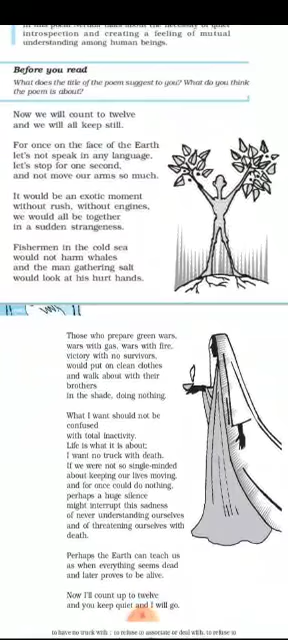 introspection and creating a feeling of mutual
understanding among human beings.
Before you read
What does the title of the poem suggest to you? What do you think
the poem is about?
Now we will count to twelve
and we will all keep still.
For once on the face of the Earth
let's not speak in any language,
let's stop for one second,
and not move our arms so much.
It would be an exotic moment
without rush, without engines,
we would all be together
in a sudden strangeness.
Fishermen in the cold sea
would not harm whales
and the man gathering salt
would look at his hurt hands.
Those who prepare green wars,
wars with gas, wars with fire,
victory with no survivors,
would put on clean clothes
and walk about with their
brothers
in the shade, doing nothing.
What I want should not be
confused
with total inactivity.
Life is what it is about;
I want no truck with death.
If we were not so single-minded
about keeping our lives moving,
and for once could do nothing,
perhaps a huge silence
might interrupt this sadness
of never understanding ourselves
and of threatening ourselves with
death.
Perhaps the Earth can teach us
as when everything seems dead
and later proves to be alive.
Now I'll count up to twelve
and you keep quiet and I will go.
to have no truck with : to refuse to associate or deal with, to refuse to